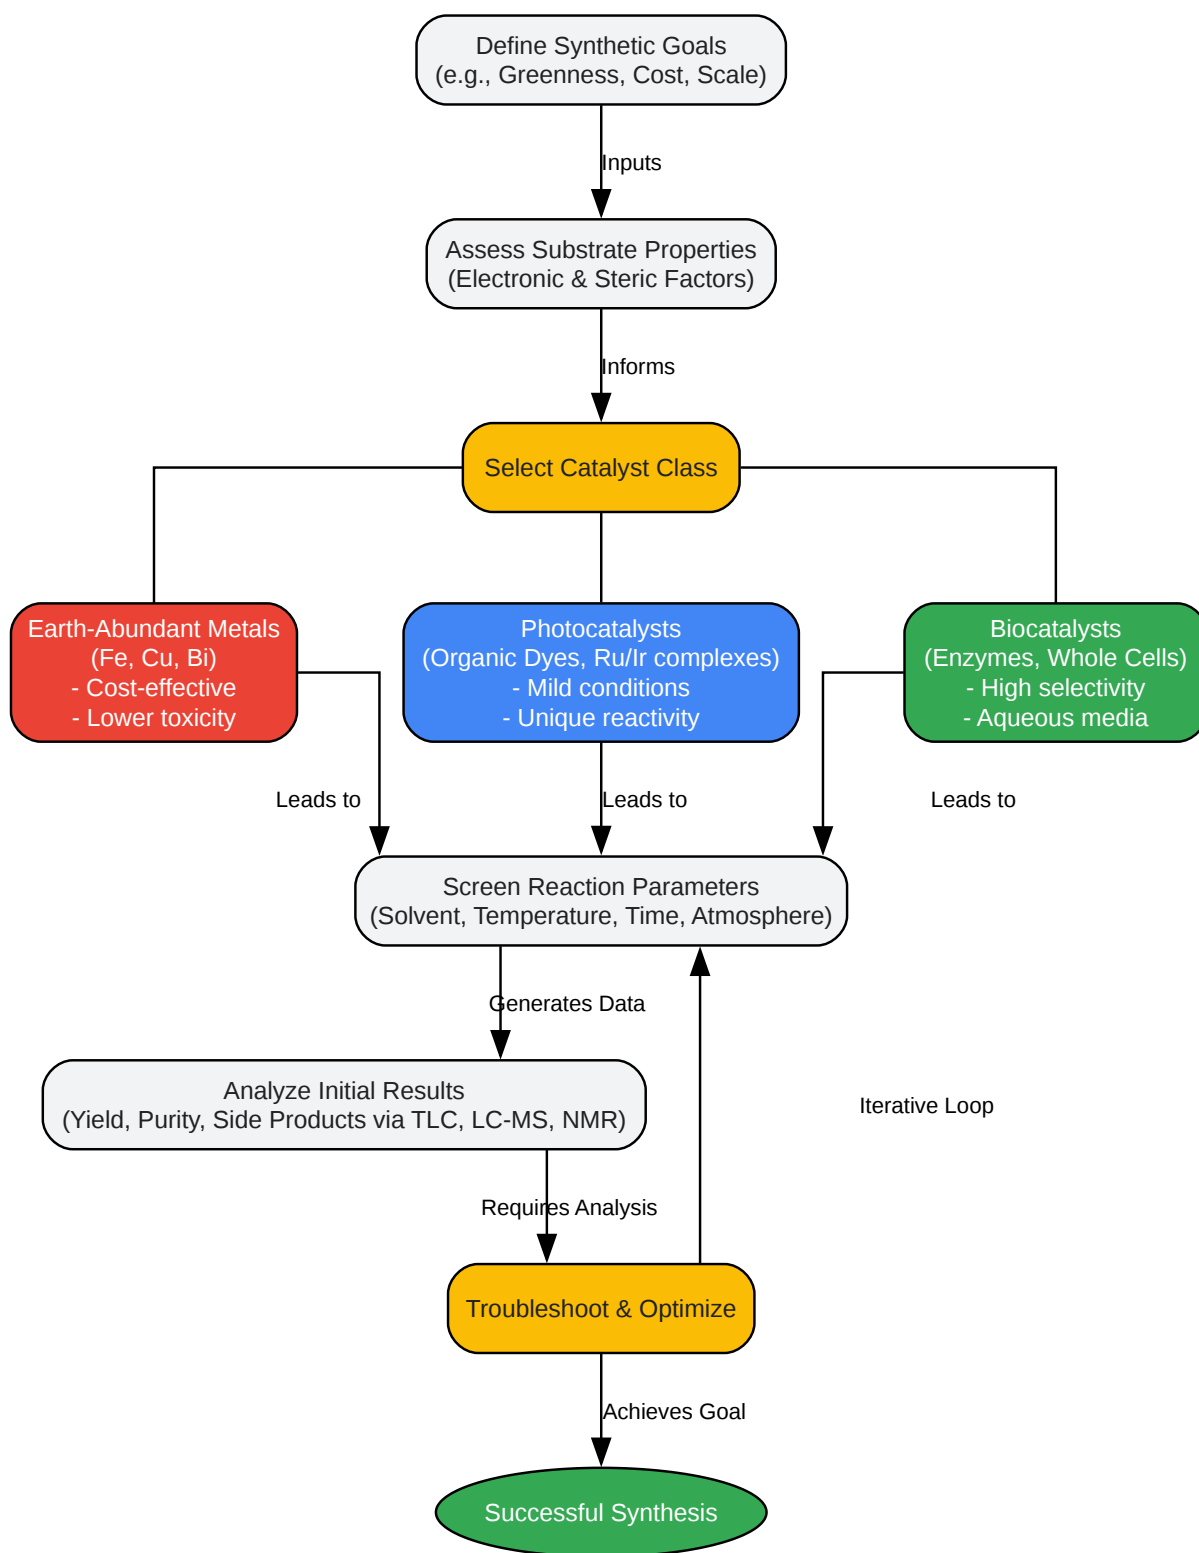 Define Synthetic Goals
(e.g., Greenness, Cost, Scale)
Inputs
Assess Substrate Properties
(Electronic & Steric Factors)
Informs
Select Catalyst Class
Earth-Abundant Metals
(Fe, Cu, Bi)
- Cost-effective
- Lower toxicity
Photocatalysts
(Organic Dyes, Ru/Ir complexes)
- Mild conditions
- Unique reactivity
Biocatalysts
(Enzymes, Whole Cells)
- High selectivity
- Aqueous media
Leads to
Leads to
Leads to
Screen Reaction Parameters
(Solvent, Temperature, Time, Atmosphere)
Generates Data
Analyze Initial Results
(Yield, Purity, Side Products via TLC, LC-MS, NMR)
Iterative Loop
Requires Analysis
Troubleshoot & Optimize
Achieves Goal
Successful Synthesis